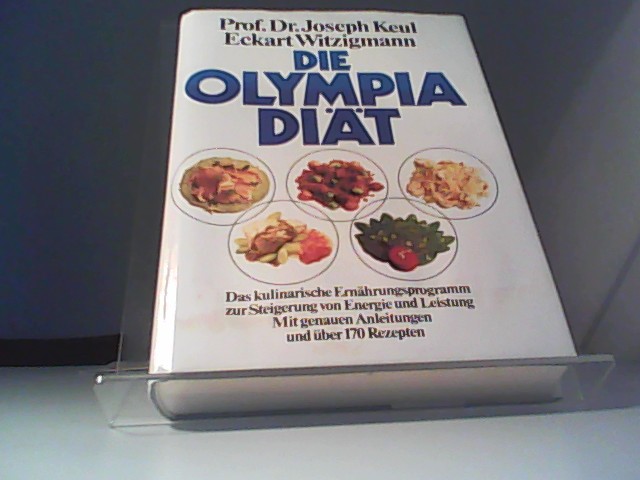 Prof. Dr. Joseph Keul
Eckart Witzigmann
DIE
OLYMPIA
DIÄT
Das kulinarische Ernährungsprogramm
zur Steigerung von Energie und Leistung
Mit genauen Anleitungen
und über 170 Rezepten